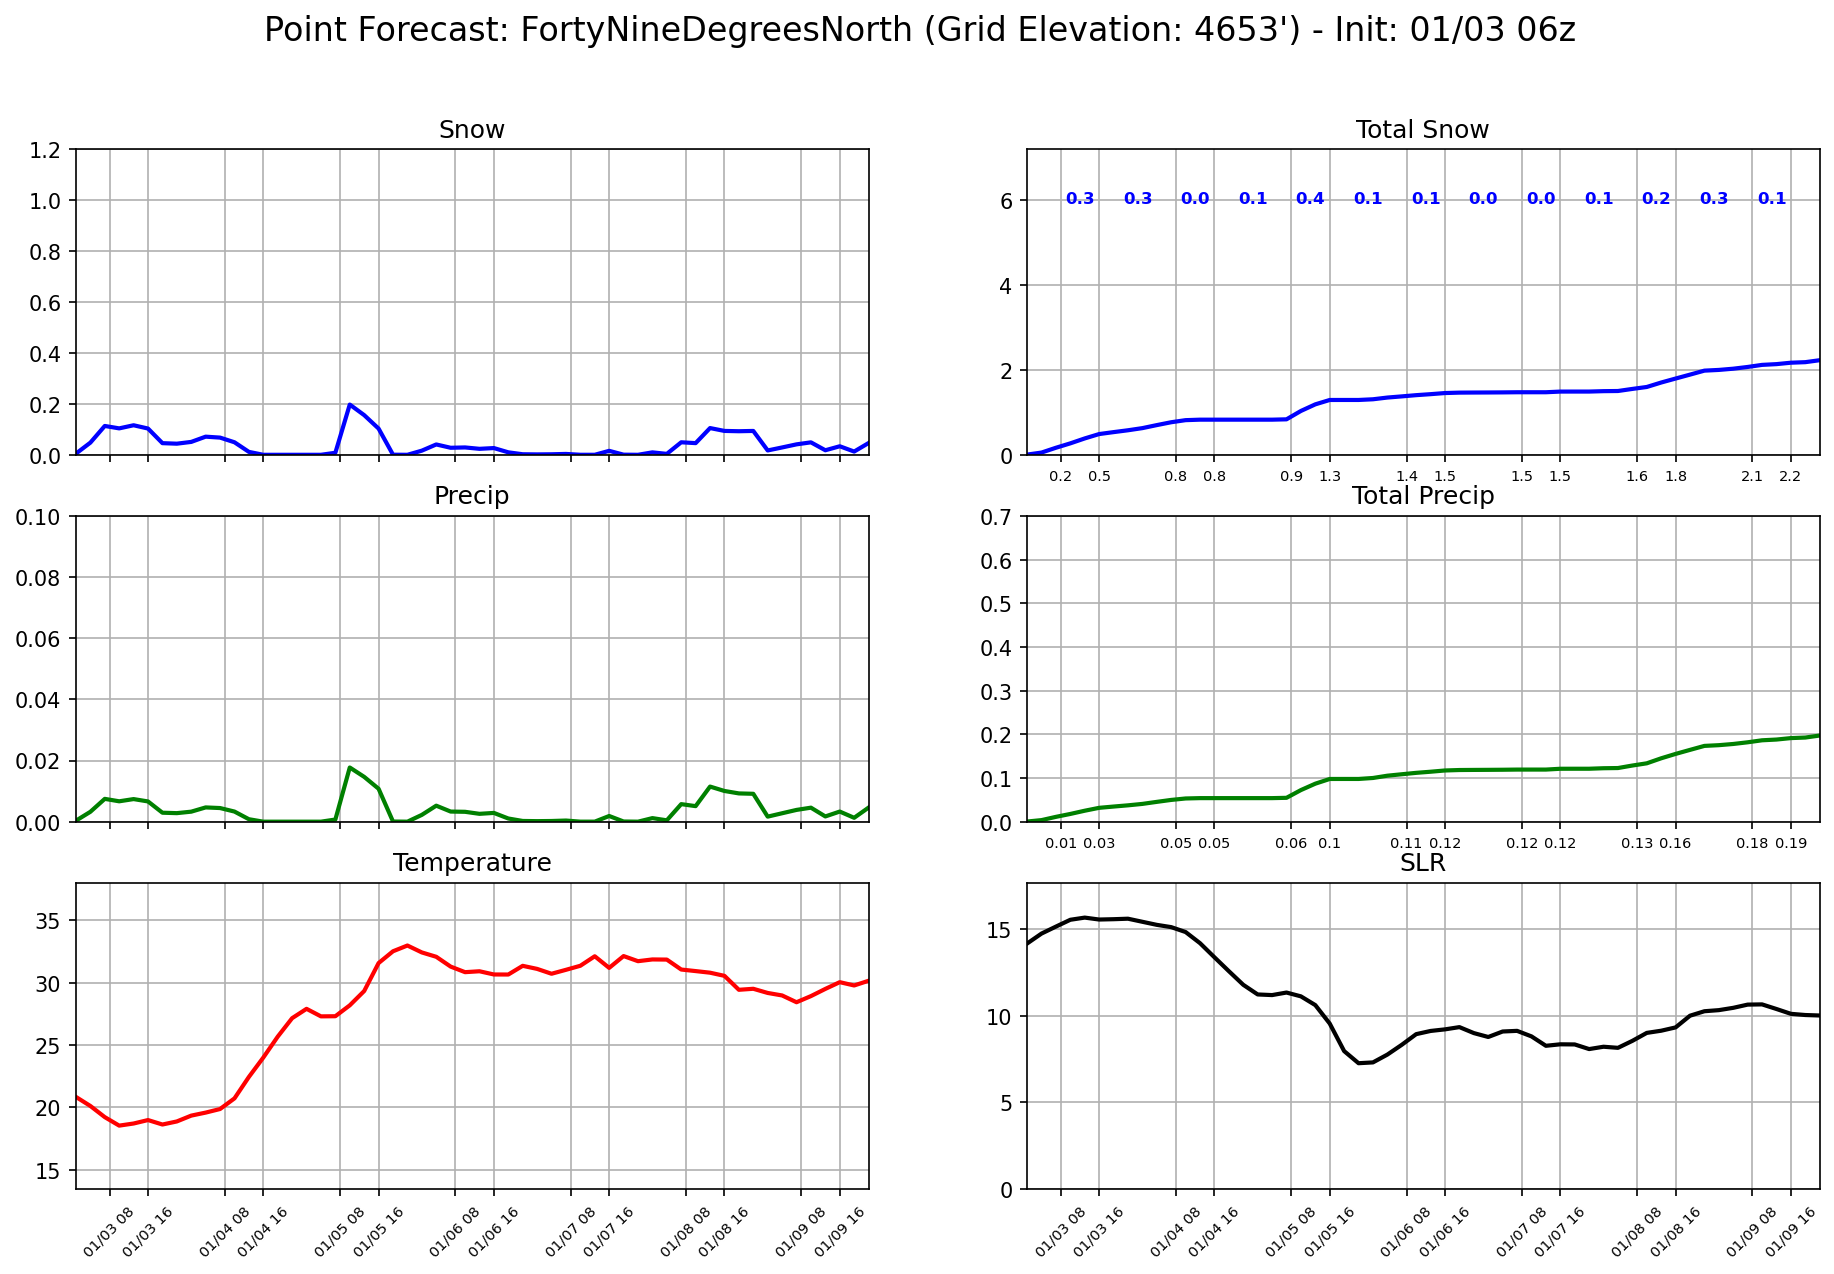 Point Forecast: FortyNineDegreesNorth (Grid Elevation: 4653') - Init: 01/03 06z
Snow
1.2
1.0
0.8
0.6
0.4
0.2
0.0
Total Snow
6
4
2
0
0.3 0.3 0.0 0.1 0.4 0.1 0.1 0.0 0.0 0.1 0.2 0.3 0.1
0.2 0.5 0.8 0.8 0.9 1.3 1.4 1.5 1.5 1.5 1.6 1.8 2.1 2.2
Precip
0.10
0.08
0.06
0.04
0.02
0.00
Total Precip
0.7
0.6
0.5
0.4
0.3
0.2
0.1
0.0
0.01 0.03 0.05 0.05 0.06 0.1 0.11 0.12 0.12 0.12 0.13 0.16 0.18 0.19
Temperature
35
30
25
20
15
01/03 08 01/03 16 01/04 08 01/04 16 01/05 08 01/05 16 01/06 08 01/06 16 01/07 08 01/07 16 01/08 08 01/08 16 01/09 08 01/09 16
SLR
15
10
5
0
01/03 08 01/03 16 01/04 08 01/04 16 01/05 08 01/05 16 01/06 08 01/06 16 01/07 08 01/07 16 01/08 08 01/08 16 01/09 08 01/09 16